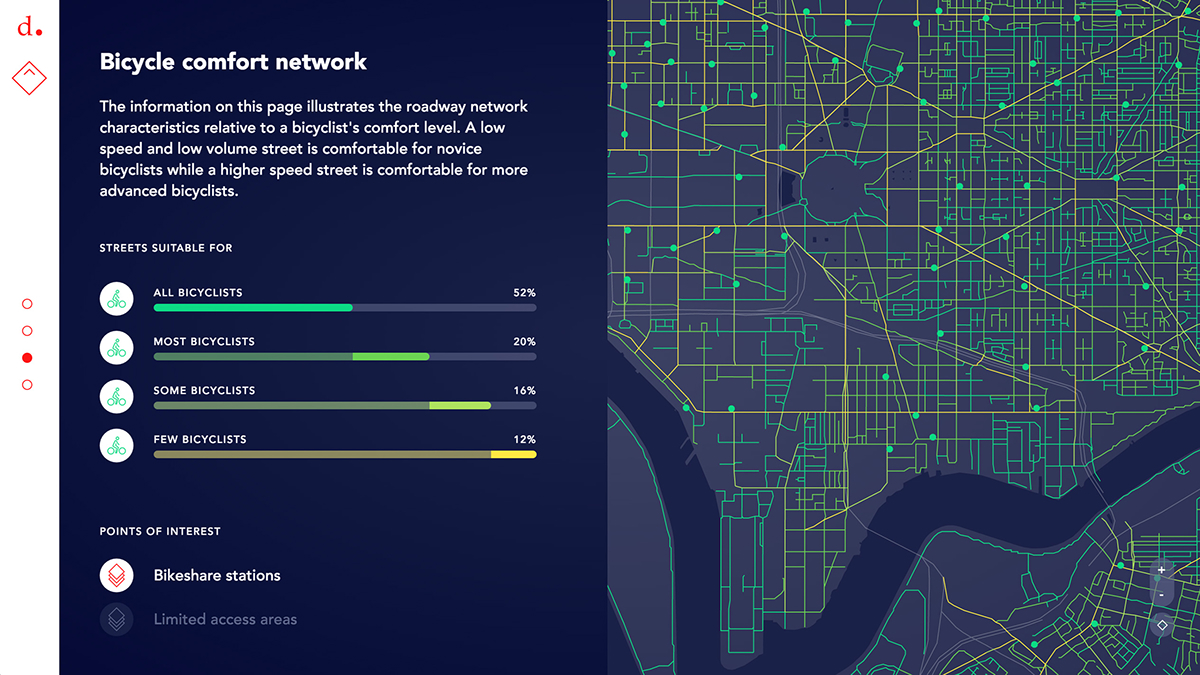 d.
Bicycle comfort network
The information on this page illustrates the roadway network
characteristics relative to a bicyclist's comfort level. A low
speed and low volume street is comfortable for novice
bicyclists while a higher speed street is comfortable for more
advanced bicyclists.
STREETS SUITABLE FOR
ALL BICYCLISTS 52%
MOST BICYCLISTS 20%
SOME BICYCLISTS 16%
FEW BICYCLISTS 12%
POINTS OF INTEREST
Bikeshare stations
Limited access areas
+
-